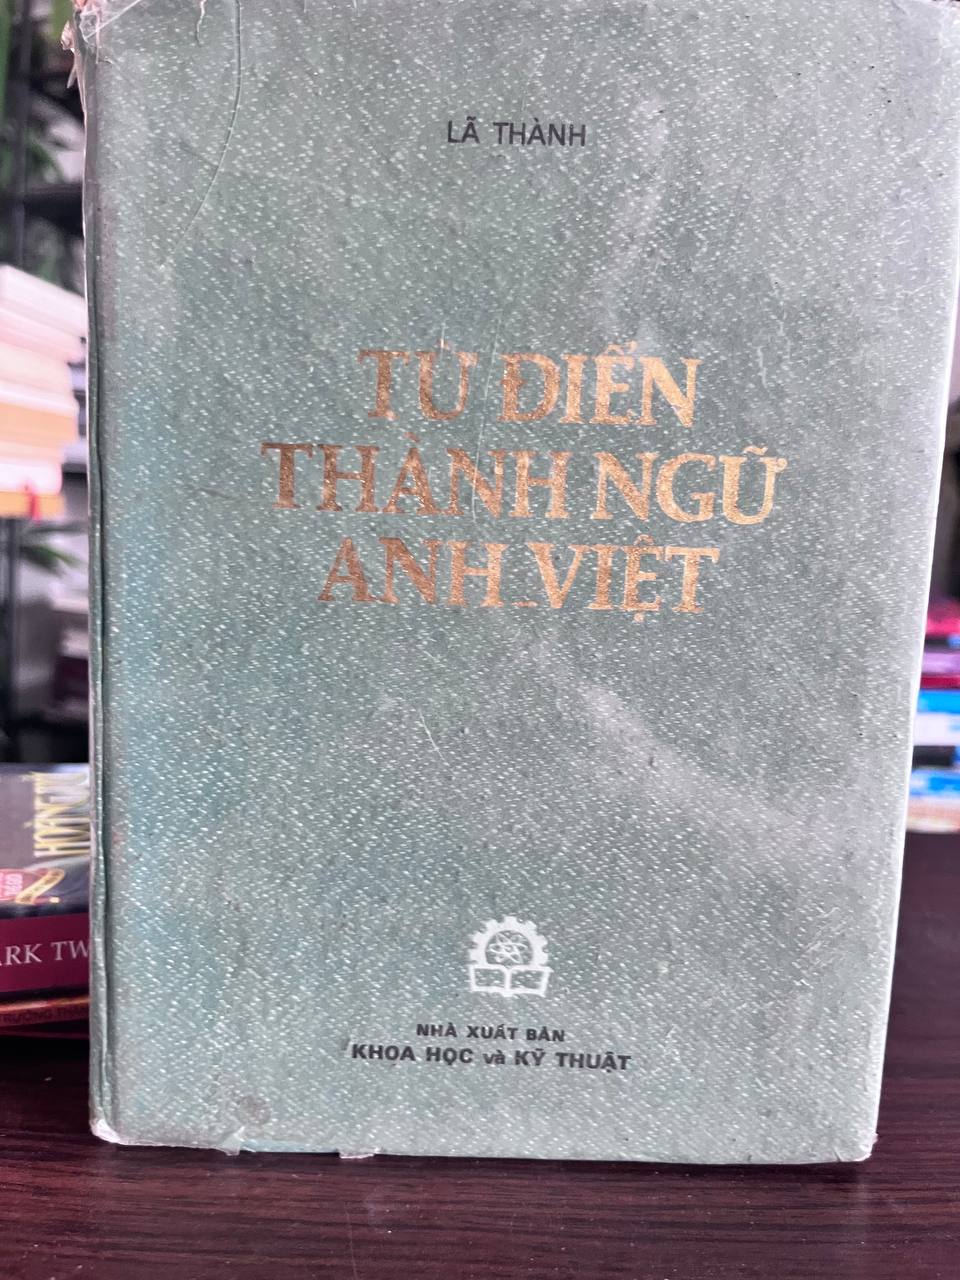 LÃ THÀNH
TỪ ĐIỂN
THÀNH NGỮ
ANH_VIỆT
NHÀ XUẤT BẢN
KHOA HỌC và KỸ THUẬT